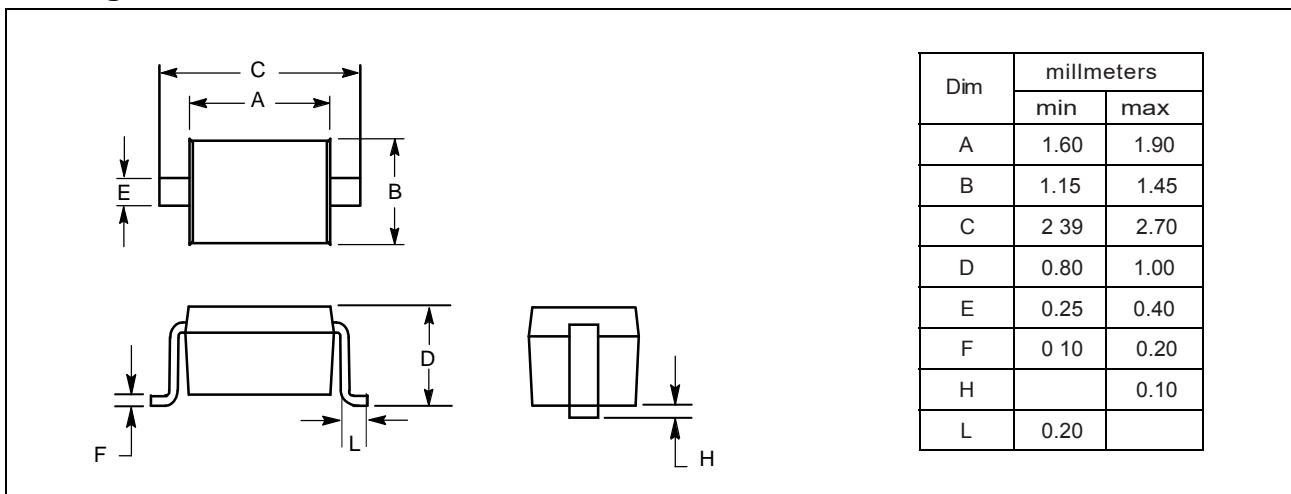 C
A
E
B
D
F
L
H
Dim millmeters
min max
A 1.60 1.90
B 1.15 1.45
C 2 39 2.70
D 0.80 1.00
E 0.25 0.40
F 0 10 0.20
H 0.10
L 0.20